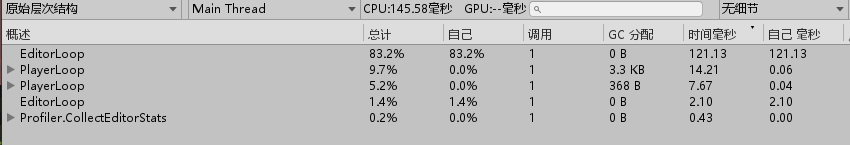 原始层次结构 Main Thread CPU:145.58毫秒 GPU:--毫秒 无细节
概述 总计 自己 调用 GC 分配 时间毫秒 自己 毫秒
EditorLoop 83.2% 83.2% 1 0 B 121.13 121.13
PlayerLoop 9.7% 0.0% 1 3.3 KB 14.21 0.06
PlayerLoop 5.2% 0.0% 1 368 B 7.67 0.04
EditorLoop 1.4% 1.4% 1 0 B 2.10 2.10
Profiler.CollectEditorStats 0.2% 0.0% 1 0 B 0.43 0.00